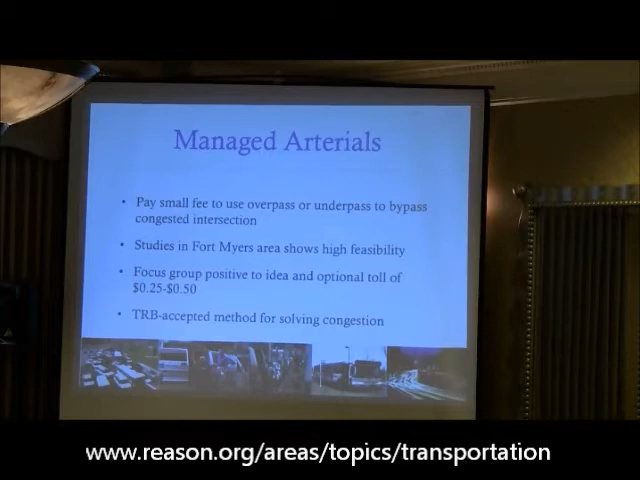 Managed Arterials
• Pay small fee to use overpass or underpass to bypass
congested intersection
• Studies in Fort Myers area shows high feasibility
• Focus group positive to idea and optional toll of
$0.25-$0.50
• TRB-accepted method for solving congestion
www.reason.org/areas/topics/transportation